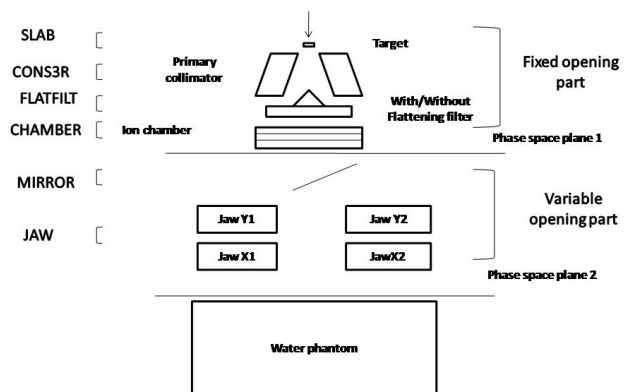 SLAB
Target
Primary
collimator
CONS3R
Fixed opening
part
FLATFILT
With/Without
Flattening filter
CHAMBER
Ion chamber
Phase space plane 1
MIRROR
Variable
opening part
Jaw Y1
Jaw Y2
JAW
Jaw X1
JawX2
Phase space plane 2
Water phantom